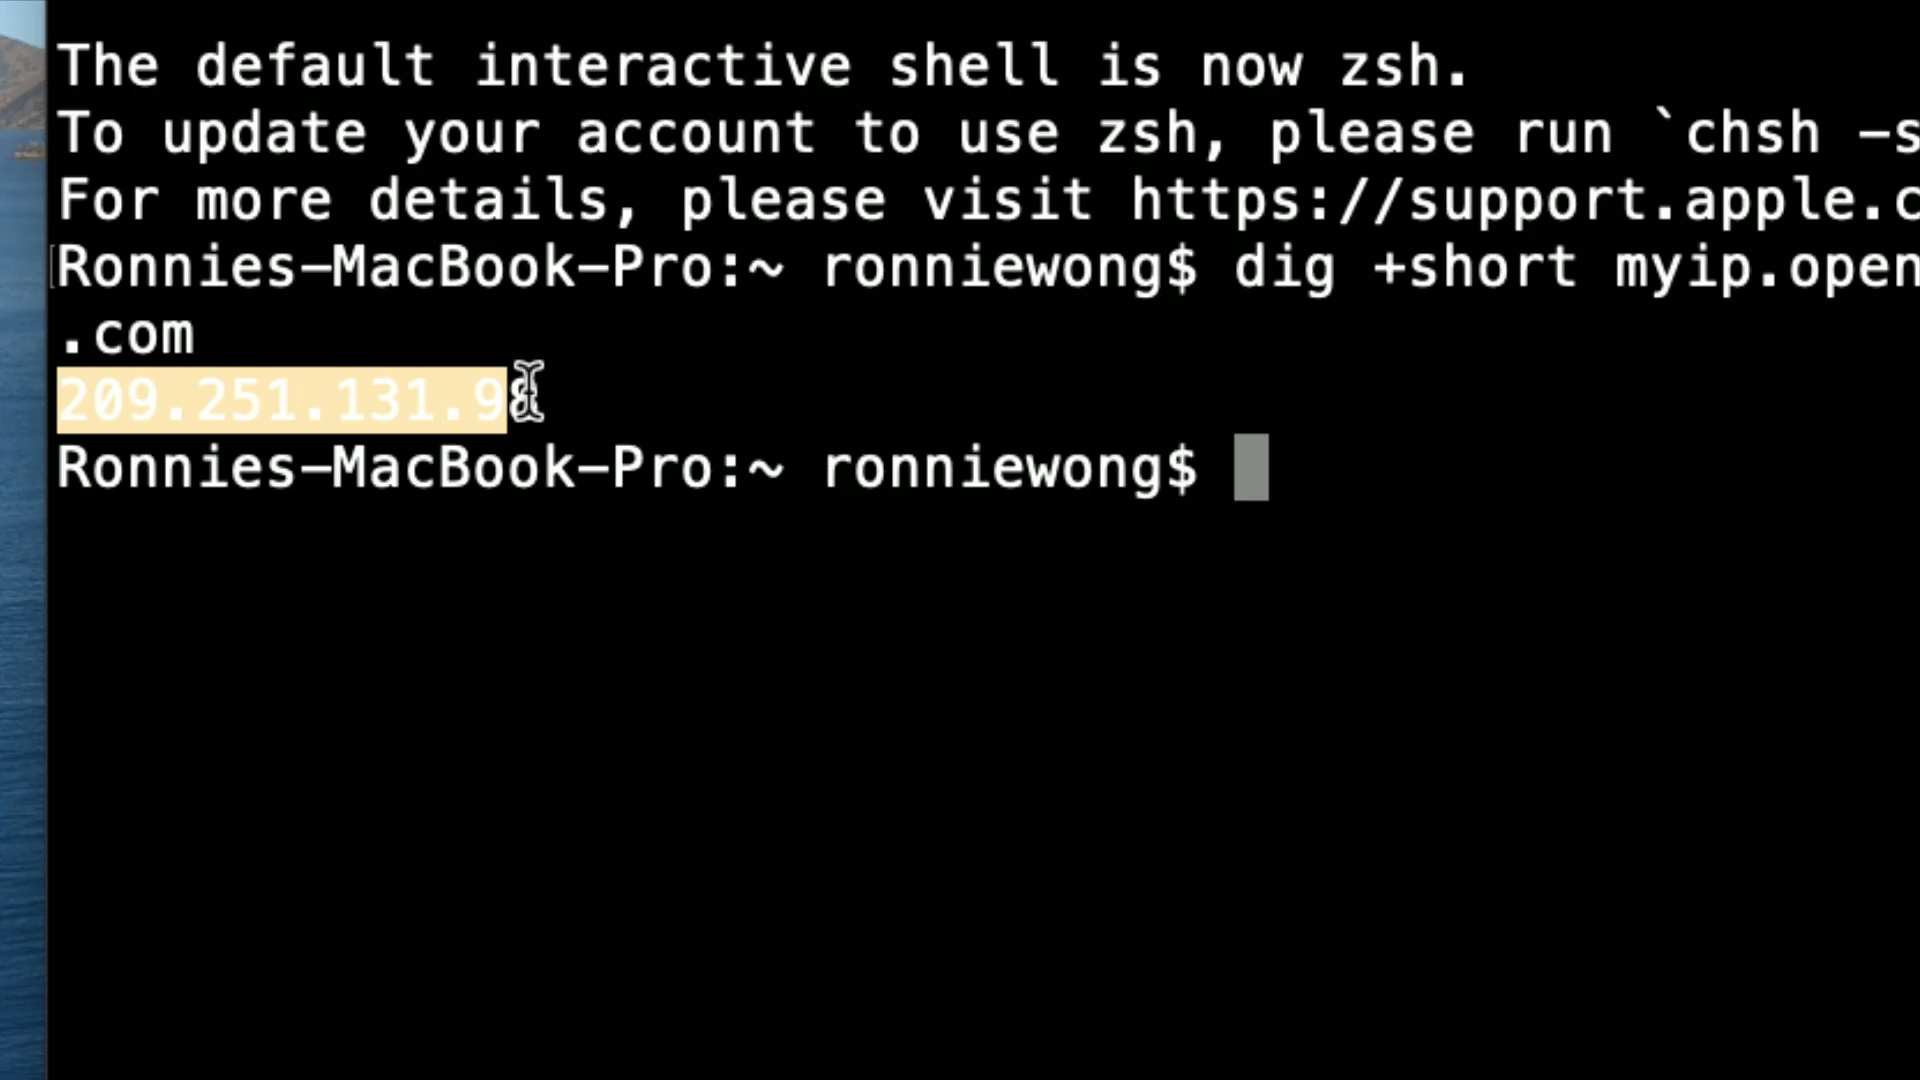 The default interactive shell is now zsh.
To update your account to use zsh, please run `chsh -s
For more details, please visit https://support.apple.c
Ronnies-MacBook-Pro:~ ronniewong$ dig +short myip.open
.com
209.251.131.98
Ronnies-MacBook-Pro:~ ronniewong$